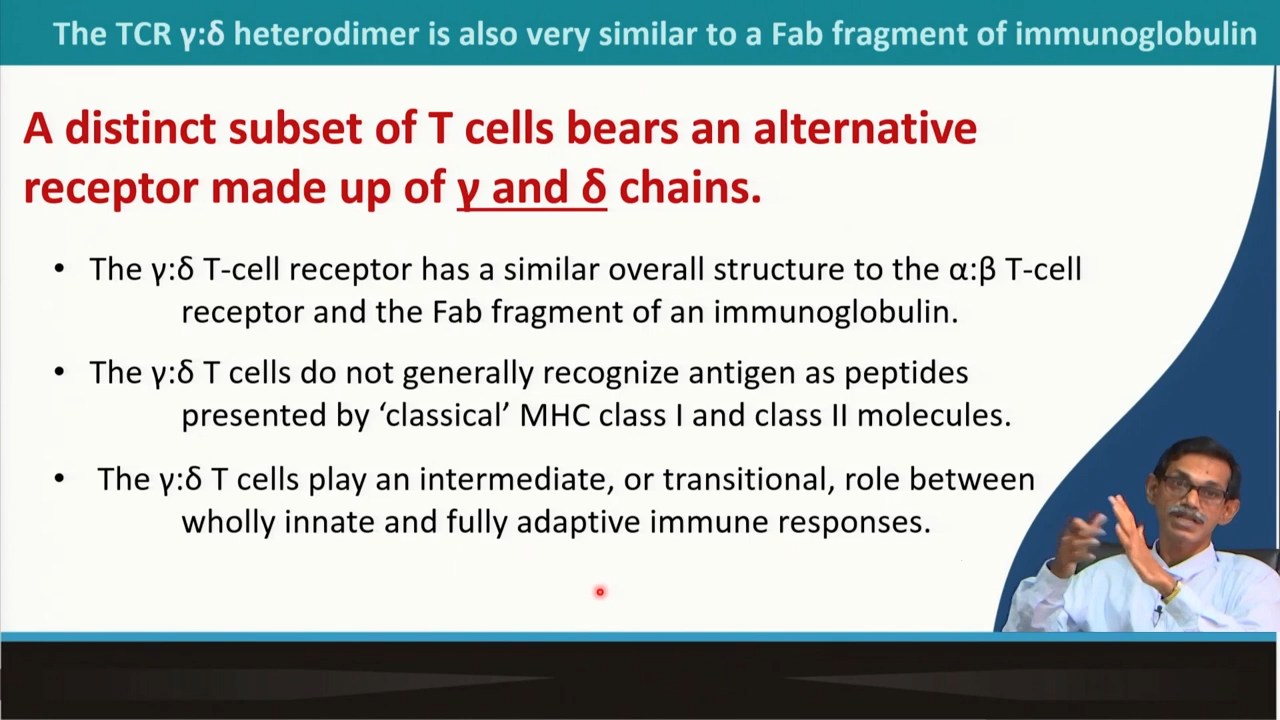 The TCR γ:δ heterodimer is also very similar to a Fab fragment of immunoglobulin
A distinct subset of T cells bears an alternative
receptor made up of γ and δ chains.
• The γ:δ T-cell receptor has a similar overall structure to the α:β T-cell
receptor and the Fab fragment of an immunoglobulin.
• The γ:δ T cells do not generally recognize antigen as peptides
presented by ‘classical’ MHC class I and class II molecules.
• The γ:δ T cells play an intermediate, or transitional, role between
wholly innate and fully adaptive immune responses.